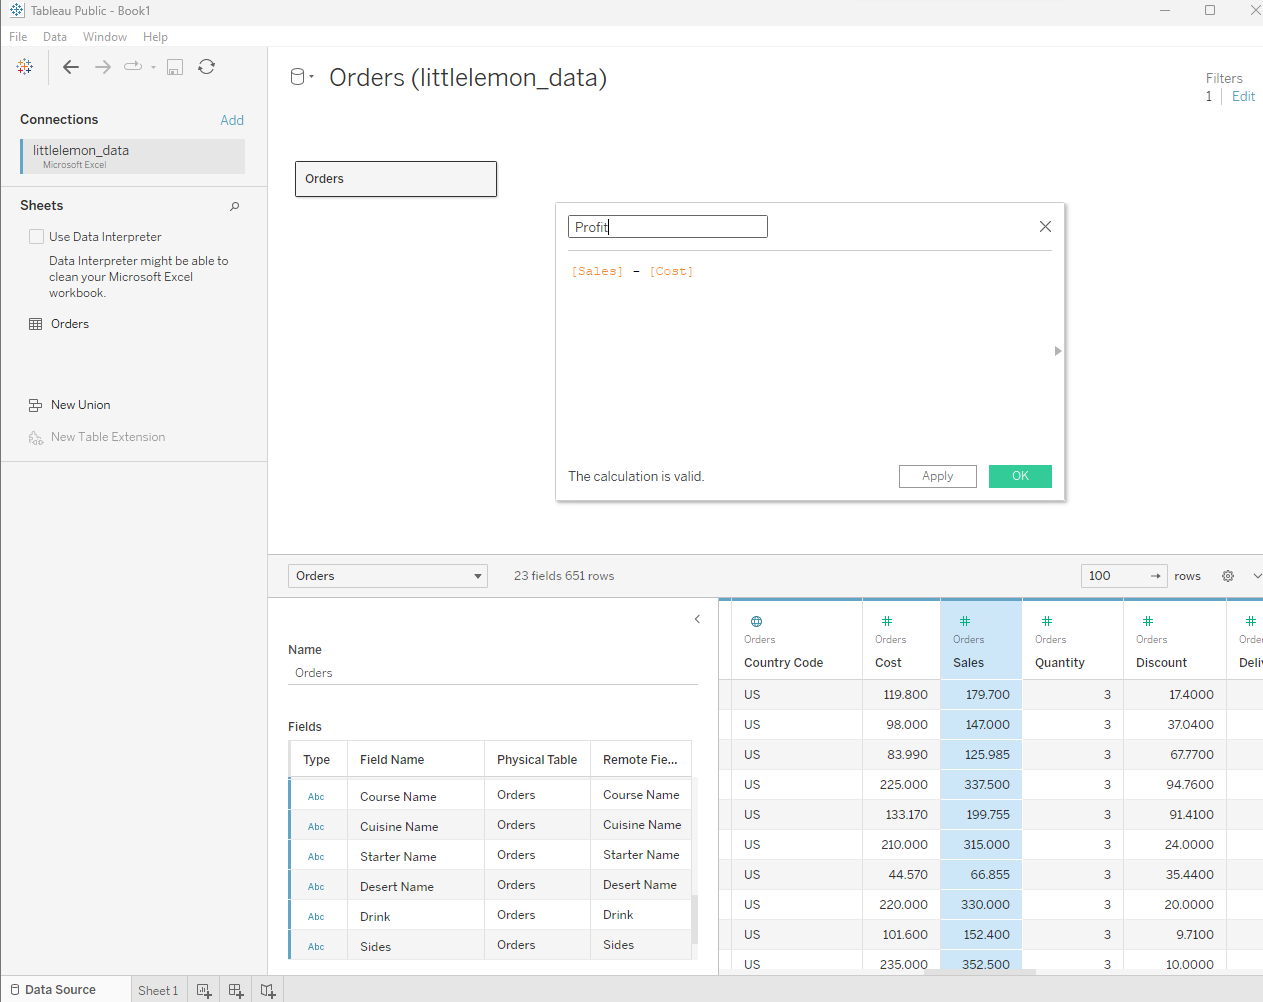 Tableau Public - Book1
File Data Window Help
Connections
Add
littlelemon_data
Microsoft Excel
Sheets
Use Data Interpreter
Data Interpreter might be able to
clean your Microsoft Excel
workbook.
Orders
New Union
New Table Extension
Orders (littlelemon_data)
Filters
1 Edit
Orders
Profit
[Sales] - [Cost]
The calculation is valid.
Apply
OK
Orders
23 fields 651 rows
100
rows
Name
Orders
Fields
Type Field Name Physical Table Remote Fie...
Abc Course Name Orders Course Name
Abc Cuisine Name Orders Cuisine Name
Abc Starter Name Orders Starter Name
Abc Desert Name Orders Desert Name
Abc Drink Orders Drink
Abc Sides Orders Sides
Orders Orders Orders Orders Orders Orde
Country Code Cost Sales Quantity Discount Deli
US 119.800 179.700 3 17.4000
US 98.000 147.000 3 37.0400
US 83.990 125.985 3 67.7700
US 225.000 337.500 3 94.7600
US 133.170 199.755 3 91.4100
US 210.000 315.000 3 24.0000
US 44.570 66.855 3 35.4400
US 220.000 330.000 3 20.0000
US 101.600 152.400 3 9.7100
US 235.000 352.500 3 10.0000
Data Source
Sheet 1